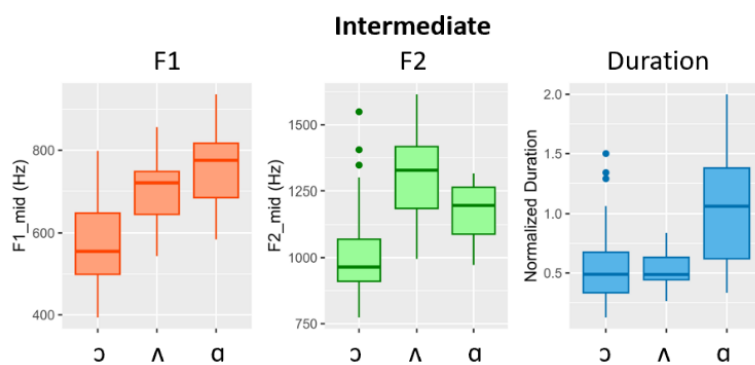 Intermediate
F1
F2
Duration
F1_mid (Hz)
800
600
400
ɔ ʌ ɑ
F2_mid (Hz)
1500
1250
1000
750
ɔ ʌ ɑ
Normalized Duration
2.0
1.5
1.0
0.5
ɔ ʌ ɑ